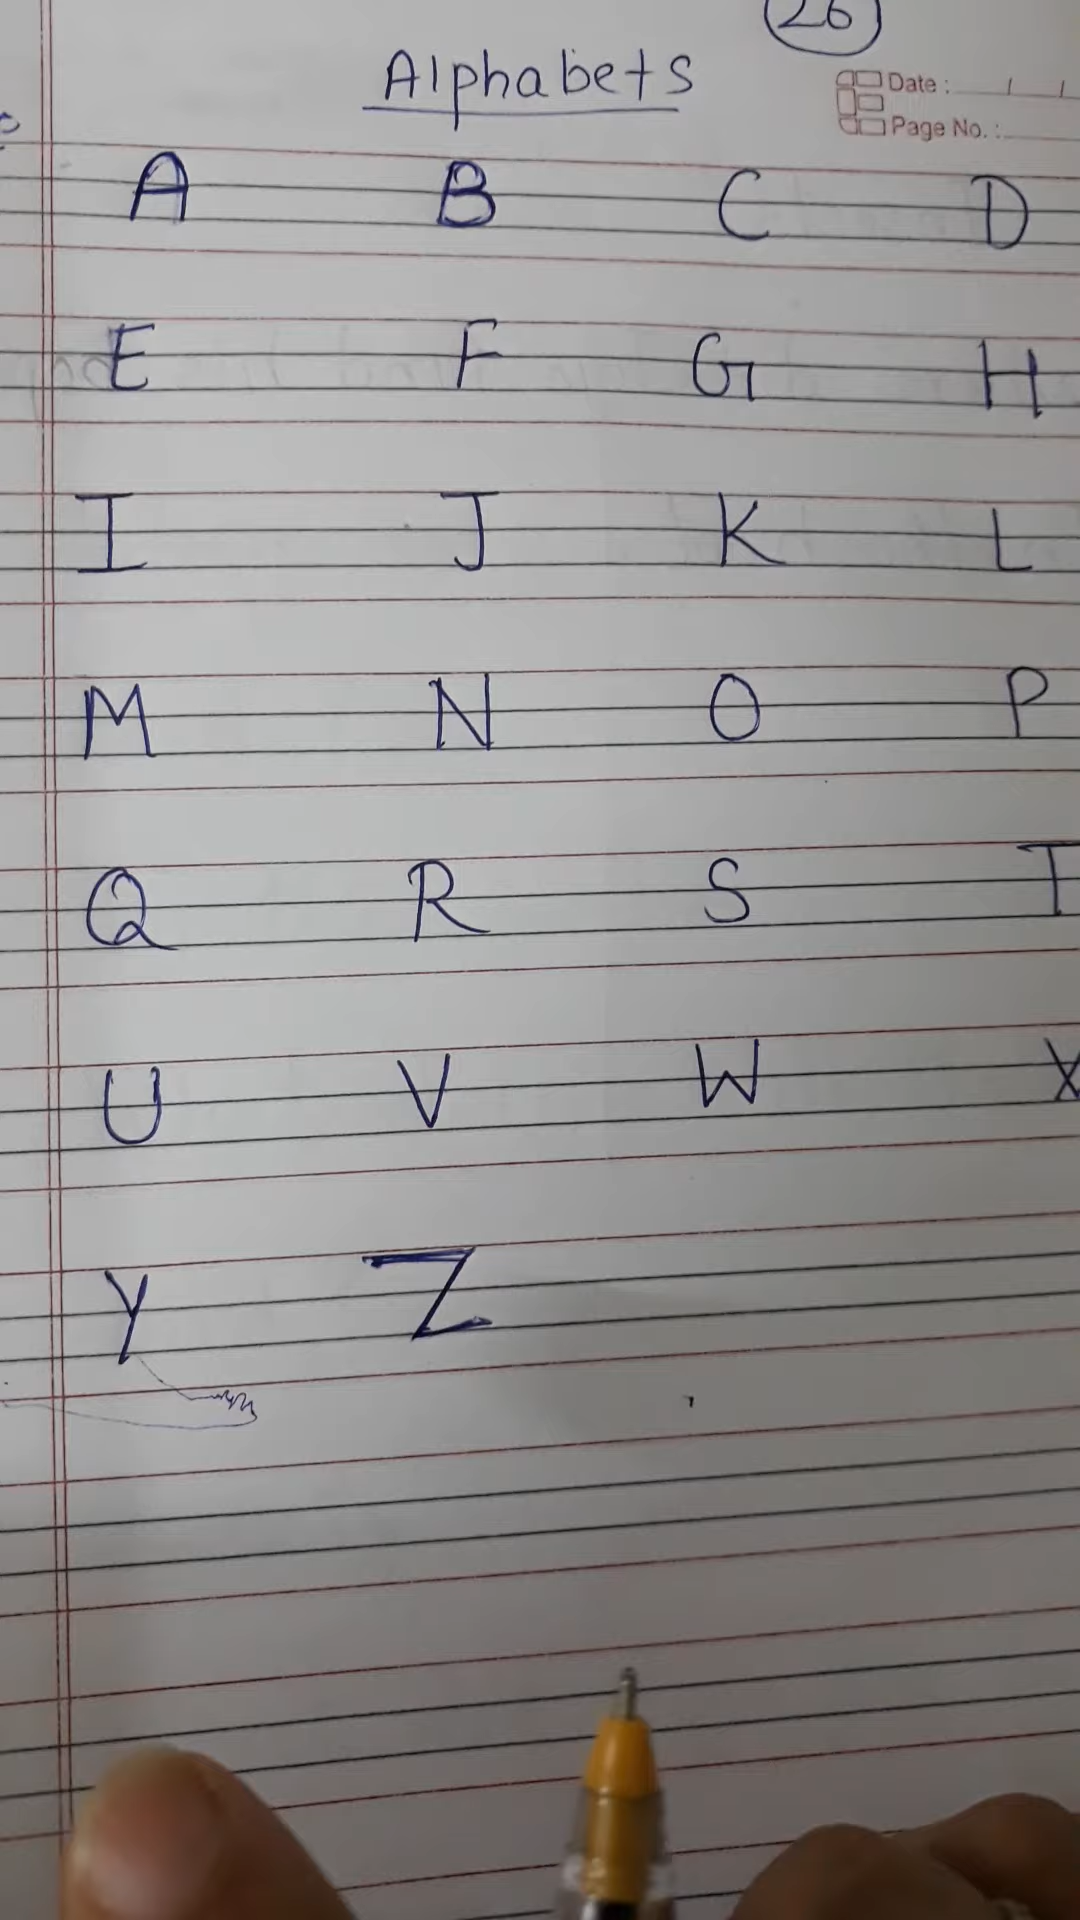 26
Alphabets
Date : / /
Page No. :
A B C D
E F G H
I J K L
M N O P
Q R S T
U V W X
Y Z